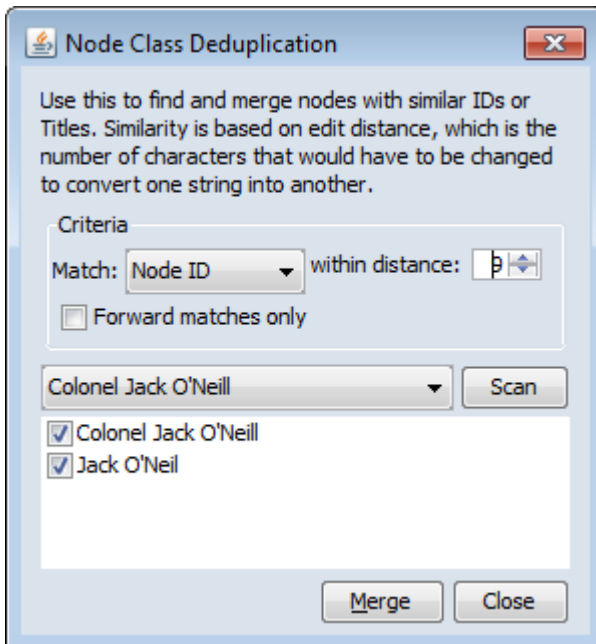 Node Class Deduplication
Use this to find and merge nodes with similar IDs or
Titles. Similarity is based on edit distance, which is the
number of characters that would have to be changed
to convert one string into another.
Criteria
Match: Node ID within distance: 9
Forward matches only
Colonel Jack O'Neill Scan
Colonel Jack O'Neill
Jack O'Neil
Merge Close